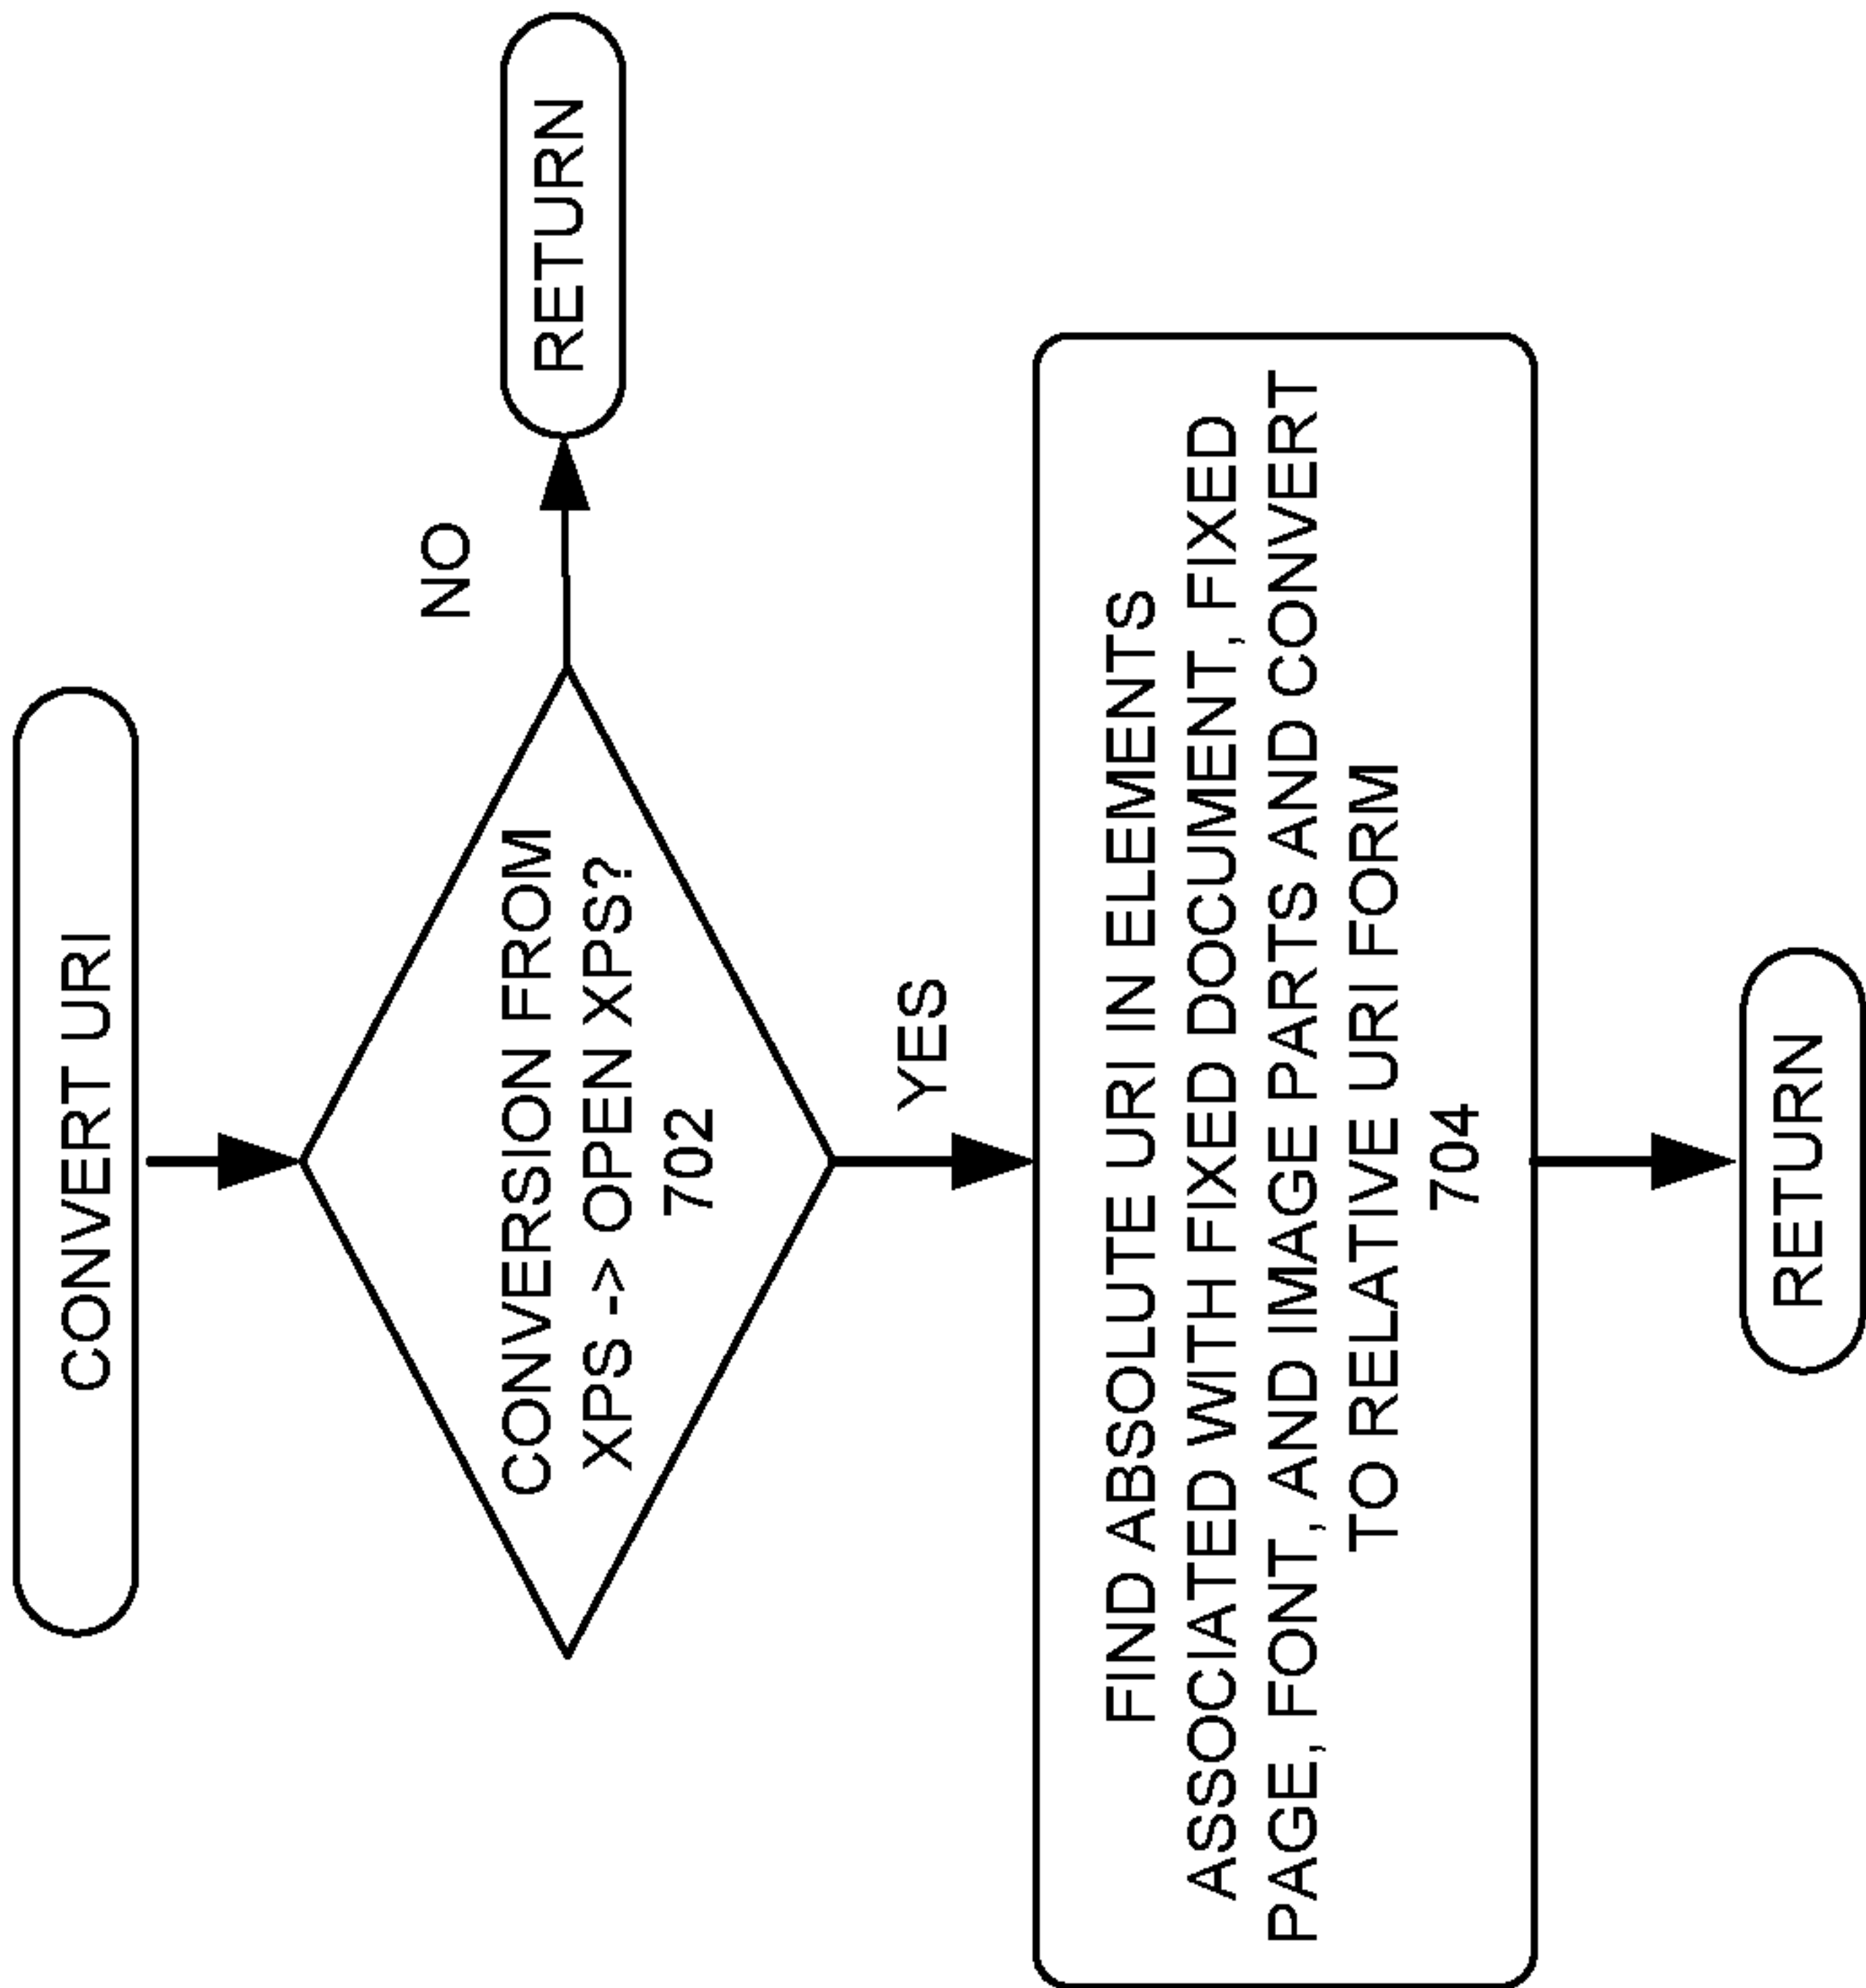 CONVERT URI
CONVERSION FROM
XPS -> OPEN XPS?
702
NO
RETURN
YES
FIND ABSOLUTE URI IN ELEMENTS
ASSOCIATED WITH FIXED DOCUMENT, FIXED
PAGE, FONT, AND IMAGE PARTS AND CONVERT
TO RELATIVE URI FORM
704
RETURN